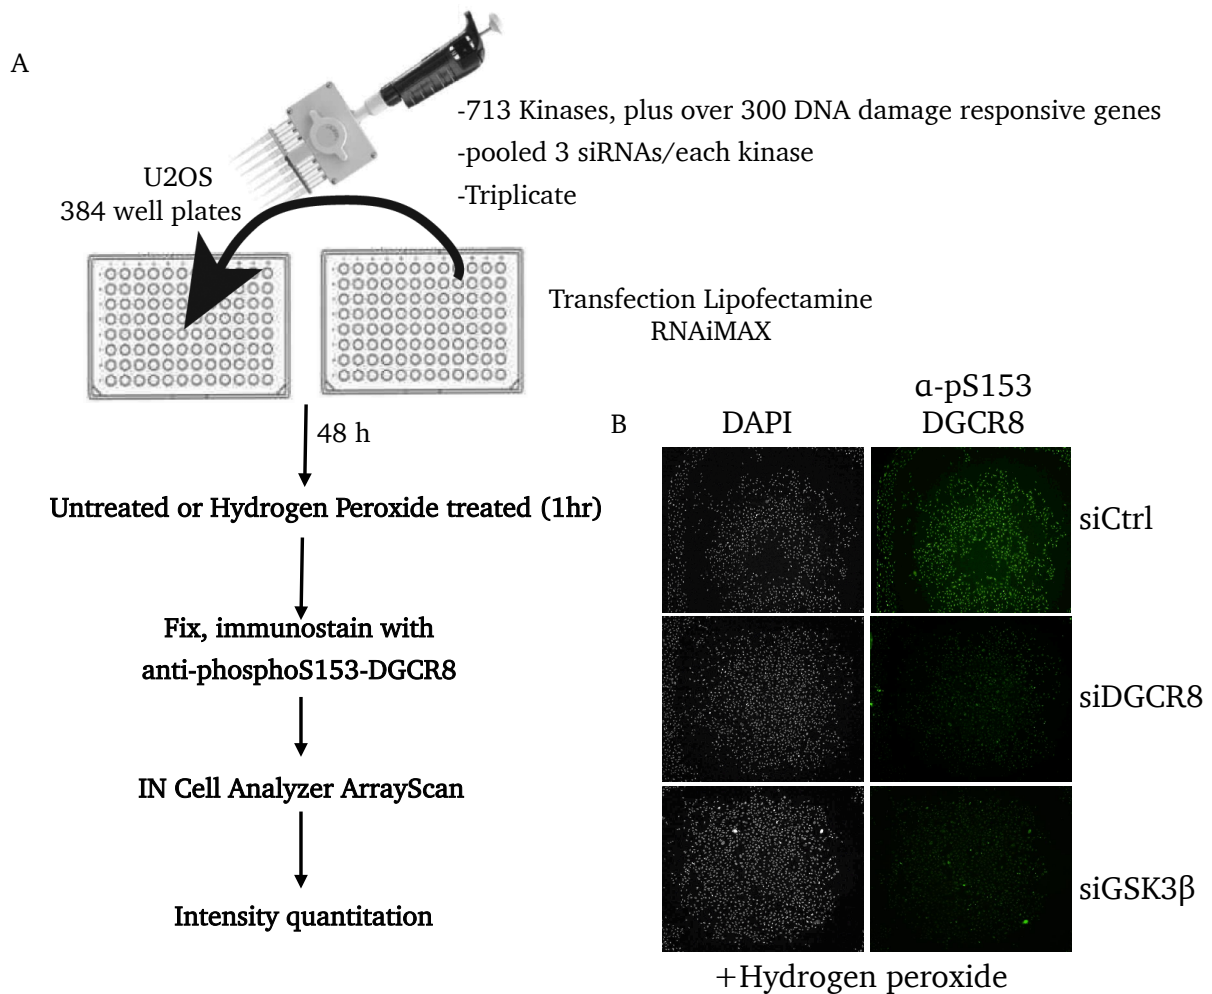 A
-713 Kinases, plus over 300 DNA damage responsive genes
-pooled 3 siRNAs/each kinase
-Triplicate
U2OS
384 well plates
Transfection Lipofectamine
RNAiMAX
48 h
Untreated or Hydrogen Peroxide treated (1hr)
Fix, immunostain with
anti-phosphoS153-DGCR8
IN Cell Analyzer ArrayScan
Intensity quantitation
B
DAPI
α-pS153
DGCR8
siCtrl
siDGCR8
siGSK3β
+Hydrogen peroxide